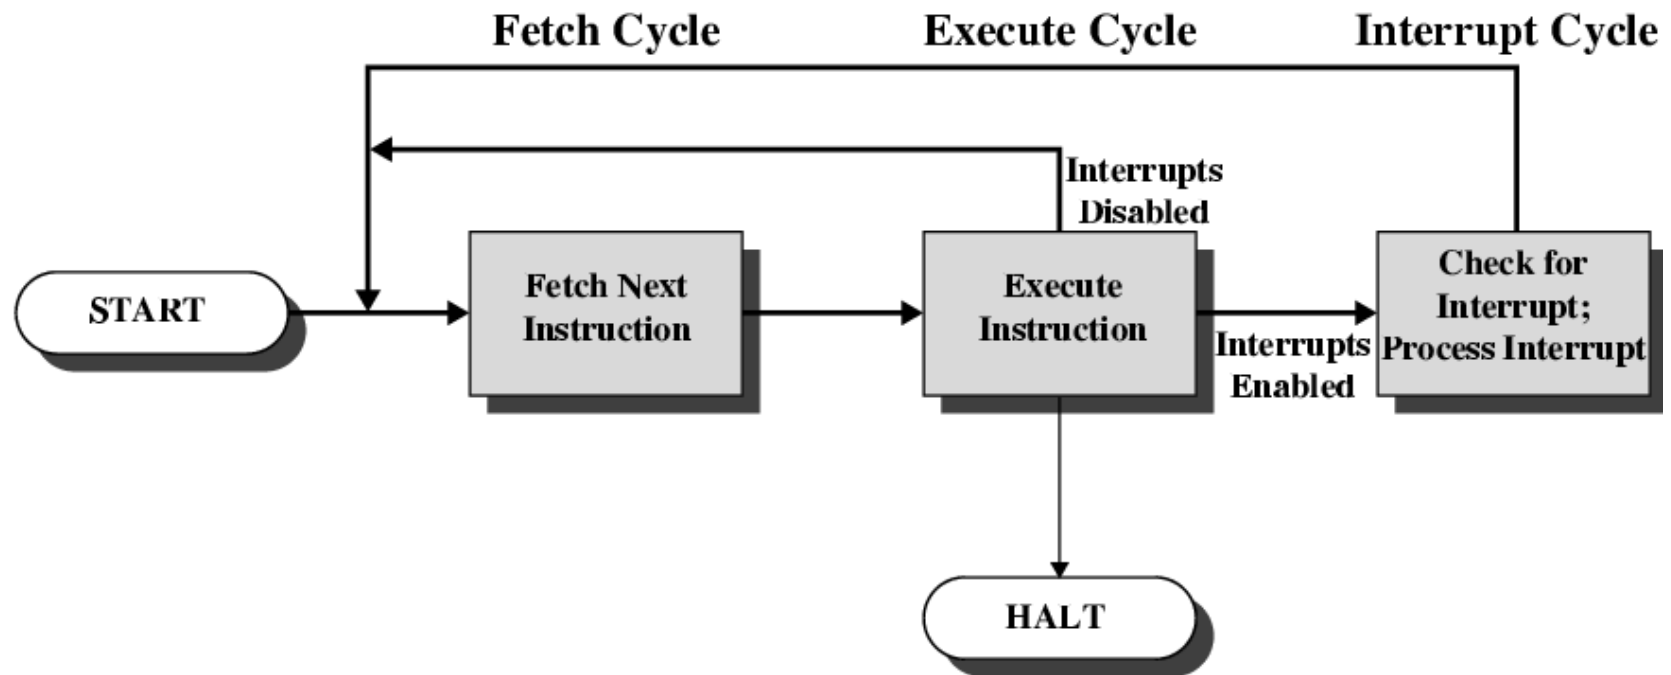 Fetch Cycle
Execute Cycle
Interrupt Cycle
START
Fetch Next
Instruction
Execute
Instruction
Interrupts
Disabled
Interrupts
Enabled
Check for
Interrupt;
Process Interrupt
HALT